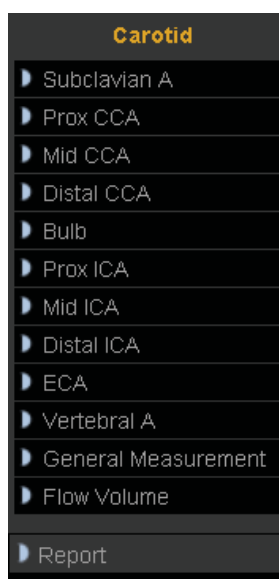 Carotid
Subclavian A
Prox CCA
Mid CCA
Distal CCA
Bulb
Prox ICA
Mid ICA
Distal ICA
ECA
Vertebral A
General Measurement
Flow Volume
Report